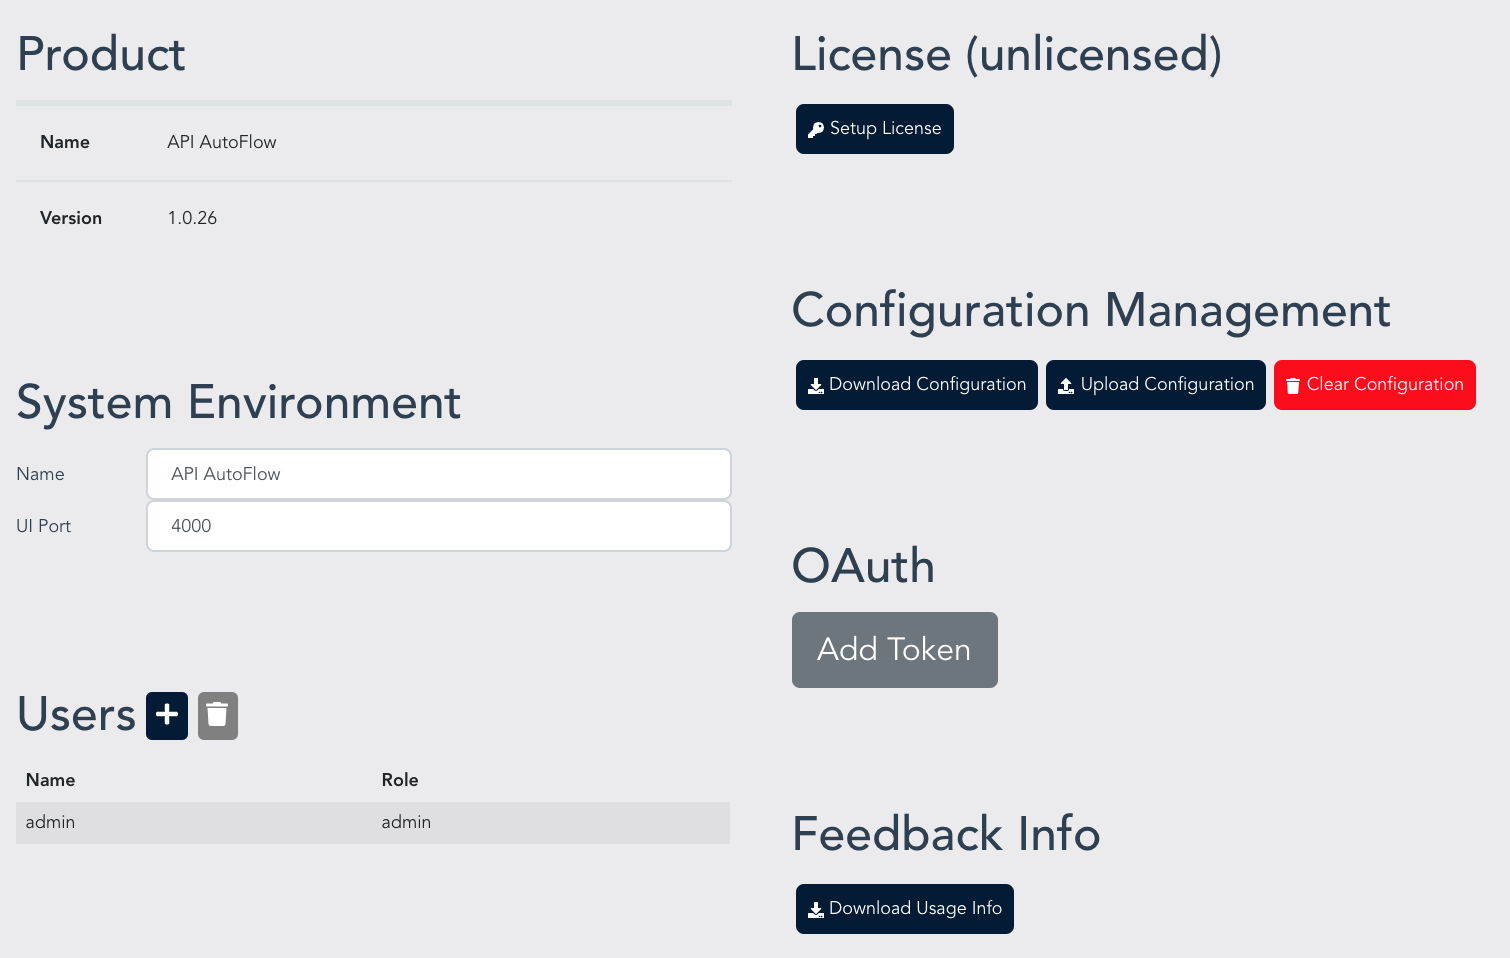 Product
Name API AutoFlow
Version 1.0.26
System Environment
Name API AutoFlow
UI Port 4000
Users
Name Role
admin admin
License (unlicensed)
Setup License
Configuration Management
Download Configuration Upload Configuration Clear Configuration
OAuth
Add Token
Feedback Info
Download Usage Info